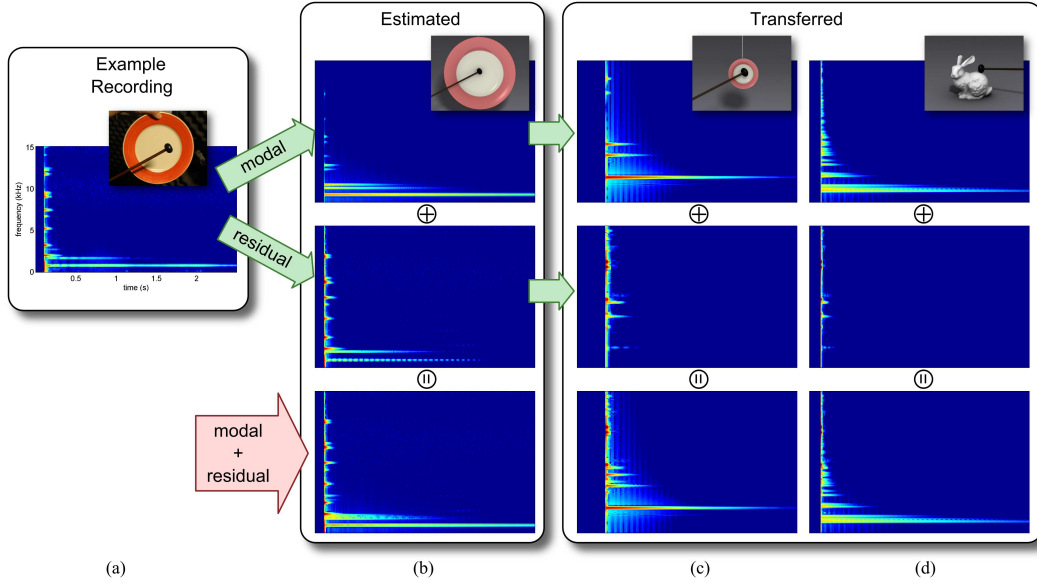 Example
Recording
frequency (kHz)
15
10
5
0
0.5
1
1.5
2
time (s)
modal
residual
modal
+
residual
Estimated
Transferred
(a)
(b)
(c)
(d)